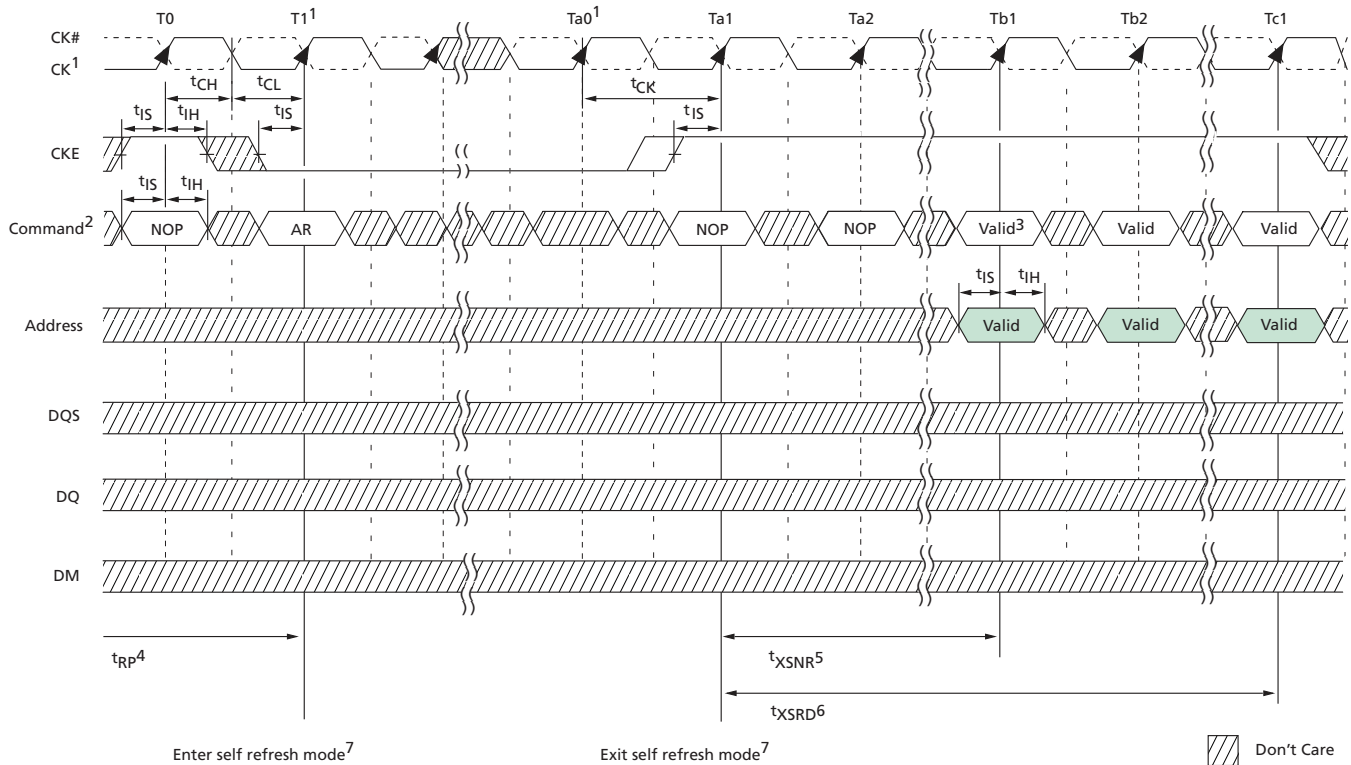 T0 T1¹ Ta0¹ Ta1 Ta2 Tb1 Tb2 Tc1
CK#
CK¹
tCH tCL tCK
tIS tIH tIS tIS
CKE
tIS tIH
Command² NOP AR NOP NOP Valid³ Valid Valid
tIS tIH
Address Valid Valid Valid
DQS
DQ
DM
tRP⁴ tXSNR⁵
tXSRD⁶
Enter self refresh mode⁷ Exit self refresh mode⁷ Don't Care